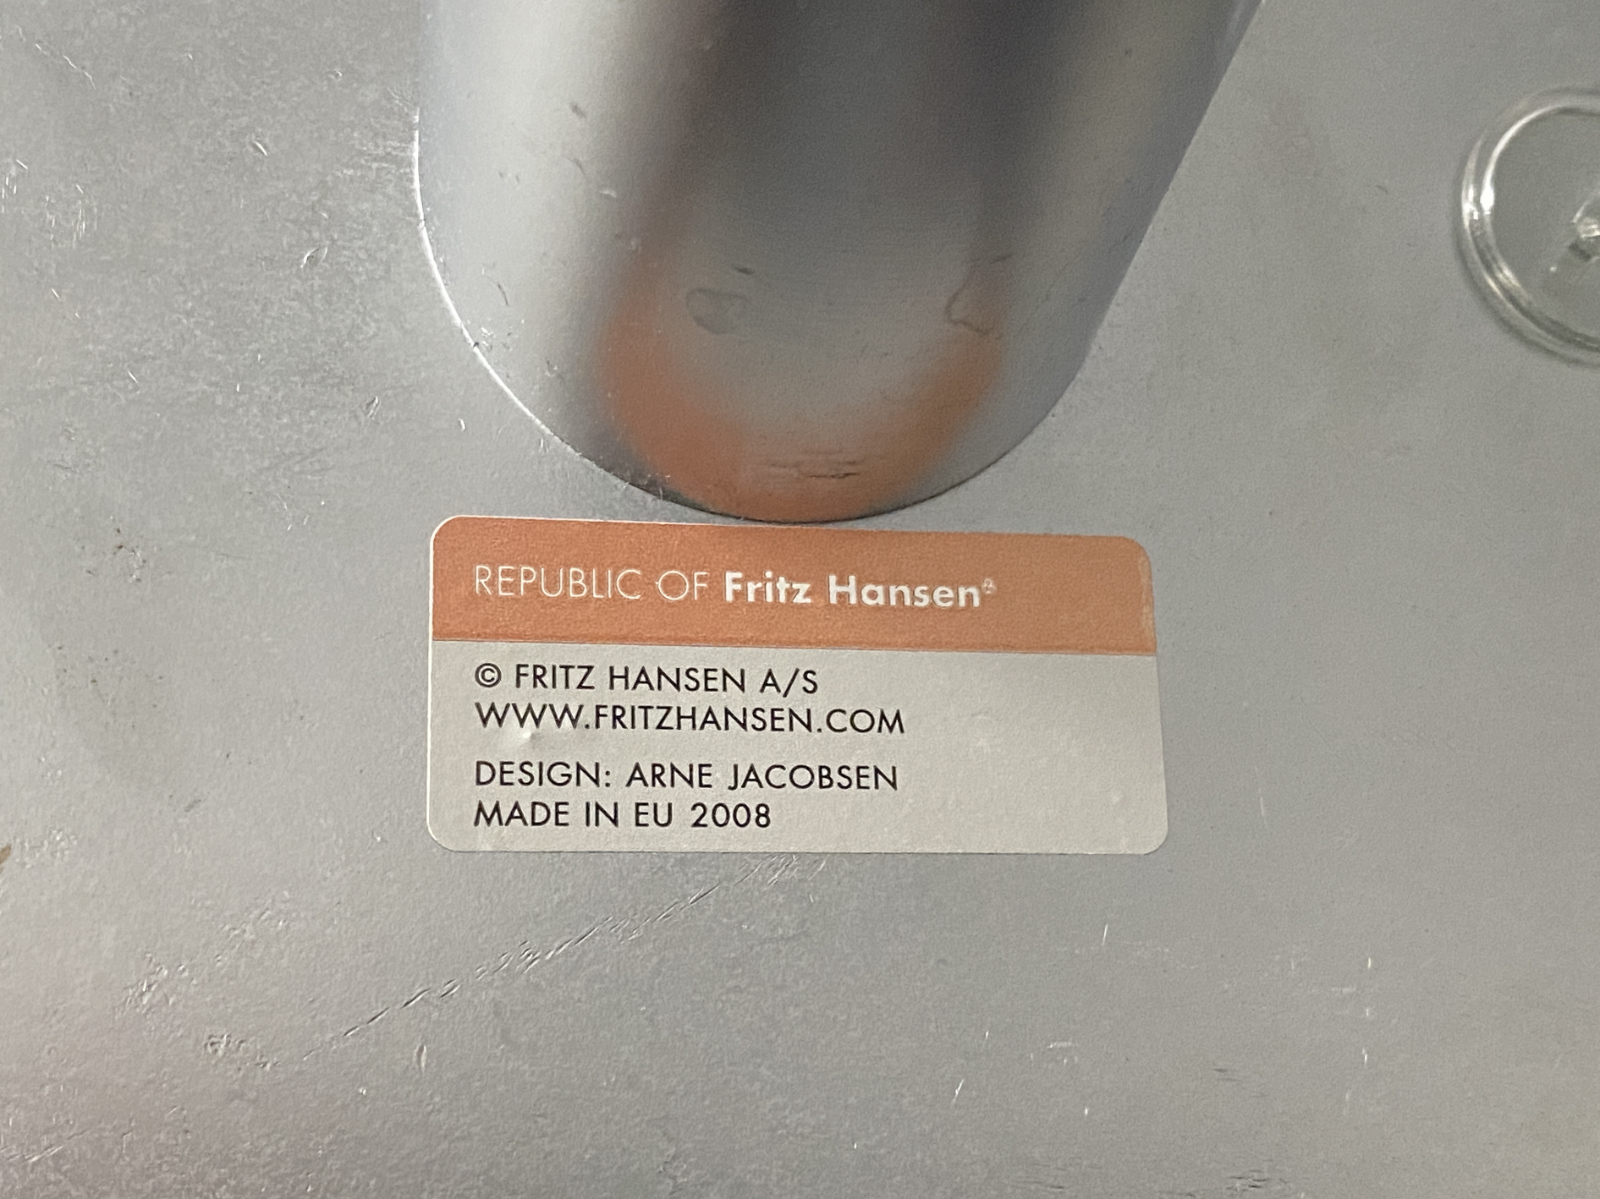 REPUBLIC OF Fritz Hansen®
© FRITZ HANSEN A/S
WWW.FRITZHANSEN.COM
DESIGN: ARNE JACOBSEN
MADE IN EU 2008